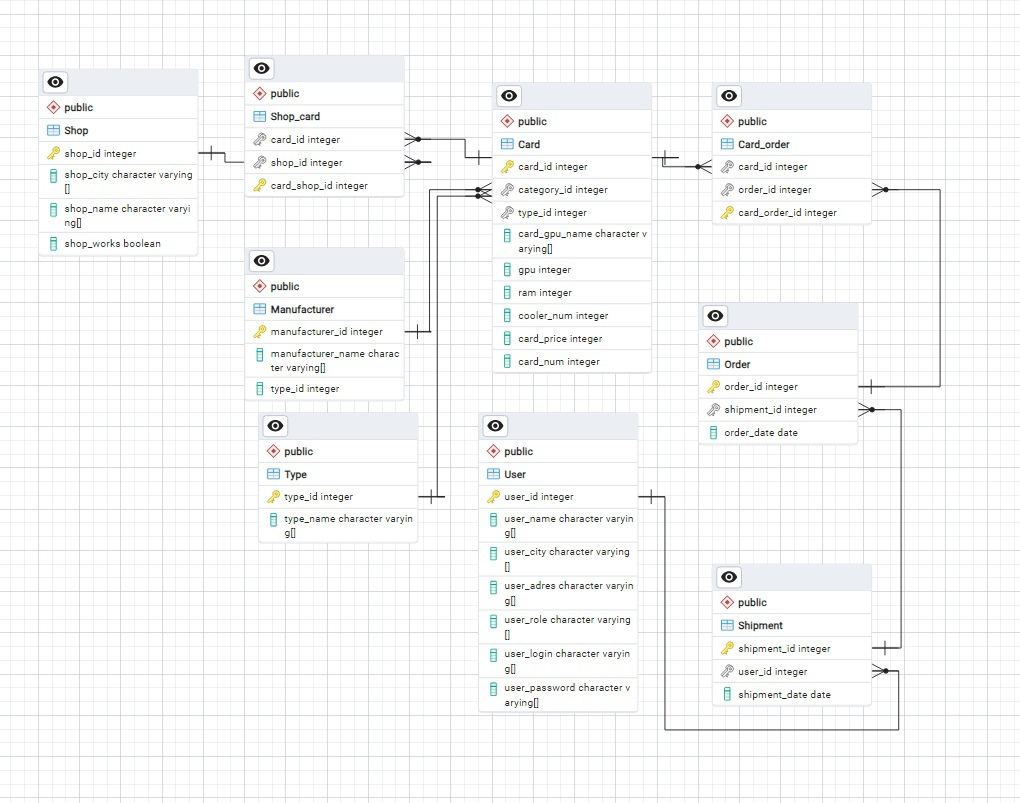 public
Shop
shop_id integer
shop_city character varying
[]
shop_name character varyi
ng[]
shop_works boolean
public
Shop_card
card_id integer
shop_id integer
card_shop_id integer
public
Manufacturer
manufacturer_id integer
manufacturer_name charac
ter varying[]
type_id integer
public
Type
type_id integer
type_name character varyin
g[]
public
Card
card_id integer
category_id integer
type_id integer
card_gpu_name character v
arying[]
gpu integer
ram integer
cooler_num integer
card_price integer
card_num integer
public
User
user_id integer
user_name character varyin
g[]
user_city character varying
[]
user_adres character varyin
g[]
user_role character varying
[]
user_login character varyin
g[]
user_password character v
arying[]
public
Card_order
card_id integer
order_id integer
card_order_id integer
public
Order
order_id integer
shipment_id integer
order_date date
public
Shipment
shipment_id integer
user_id integer
shipment_date date